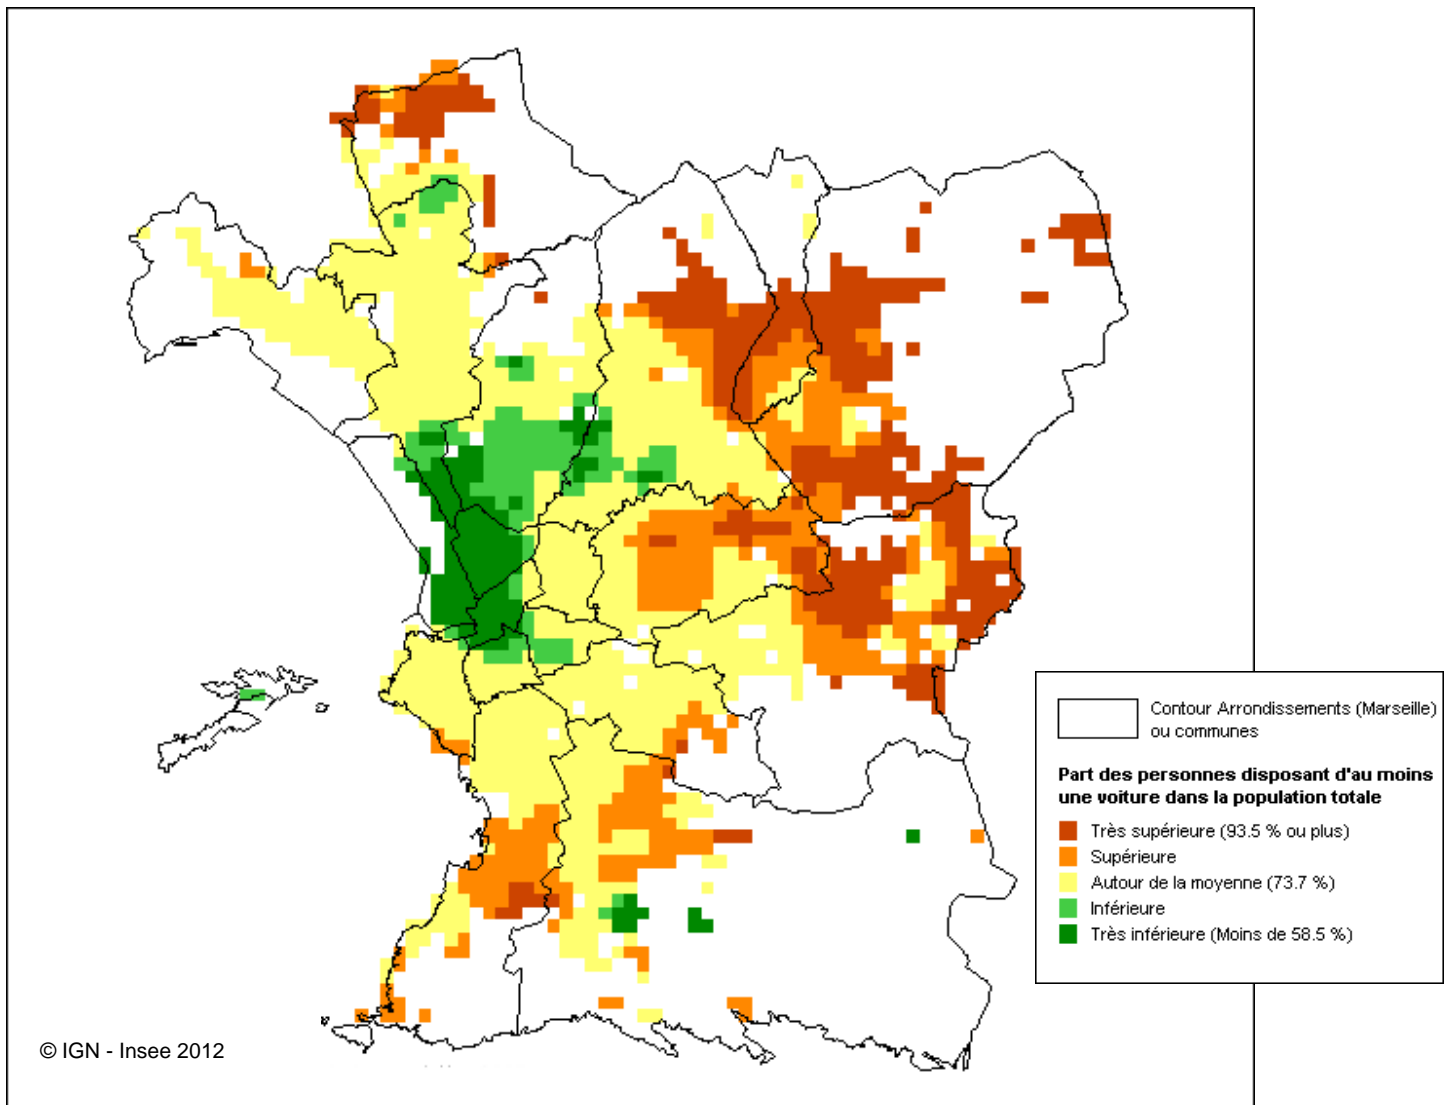 Contour Arrondissements (Marseille)
ou communes
Part des personnes disposant d'au moins
une voiture dans la population totale
Très supérieure (93.5 % ou plus)
Supérieure
Autour de la moyenne (73.7 %)
Inférieure
Très inférieure (Moins de 58.5 %)
© IGN - Insee 2012